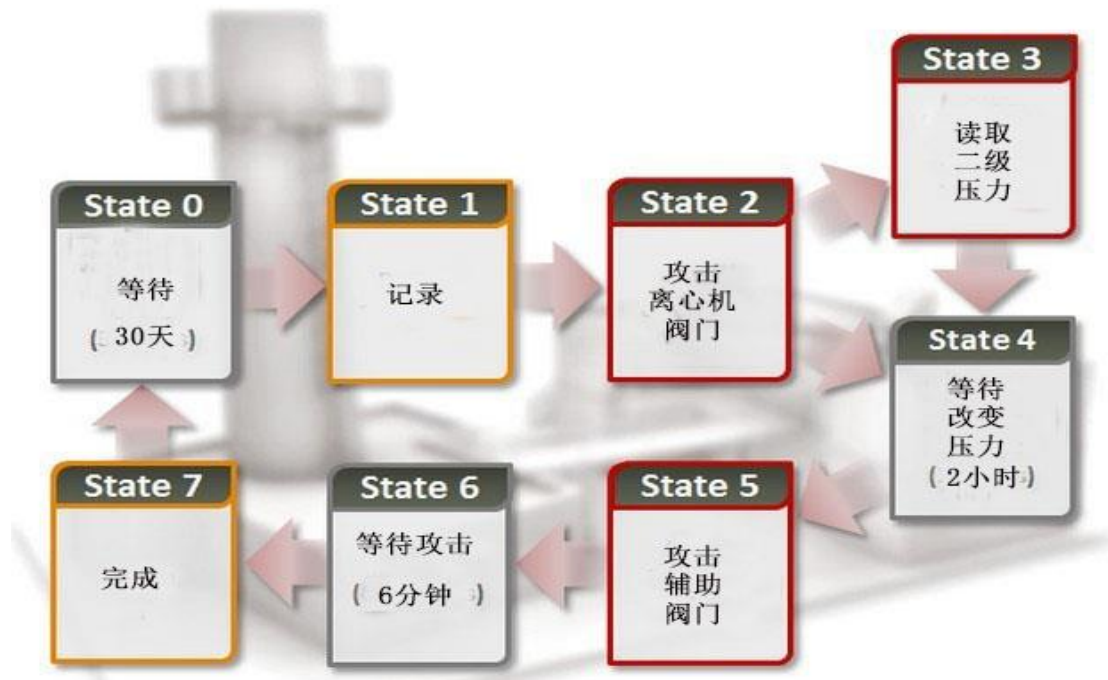 State 0
等待
( 30天 )
State 1
记录
State 2
攻击
离心机
阀门
State 3
读取
二级
压力
State 4
等待
改变
压力
( 2小时 )
State 5
攻击
辅助
阀门
State 6
等待攻击
( 6分钟 )
State 7
完成